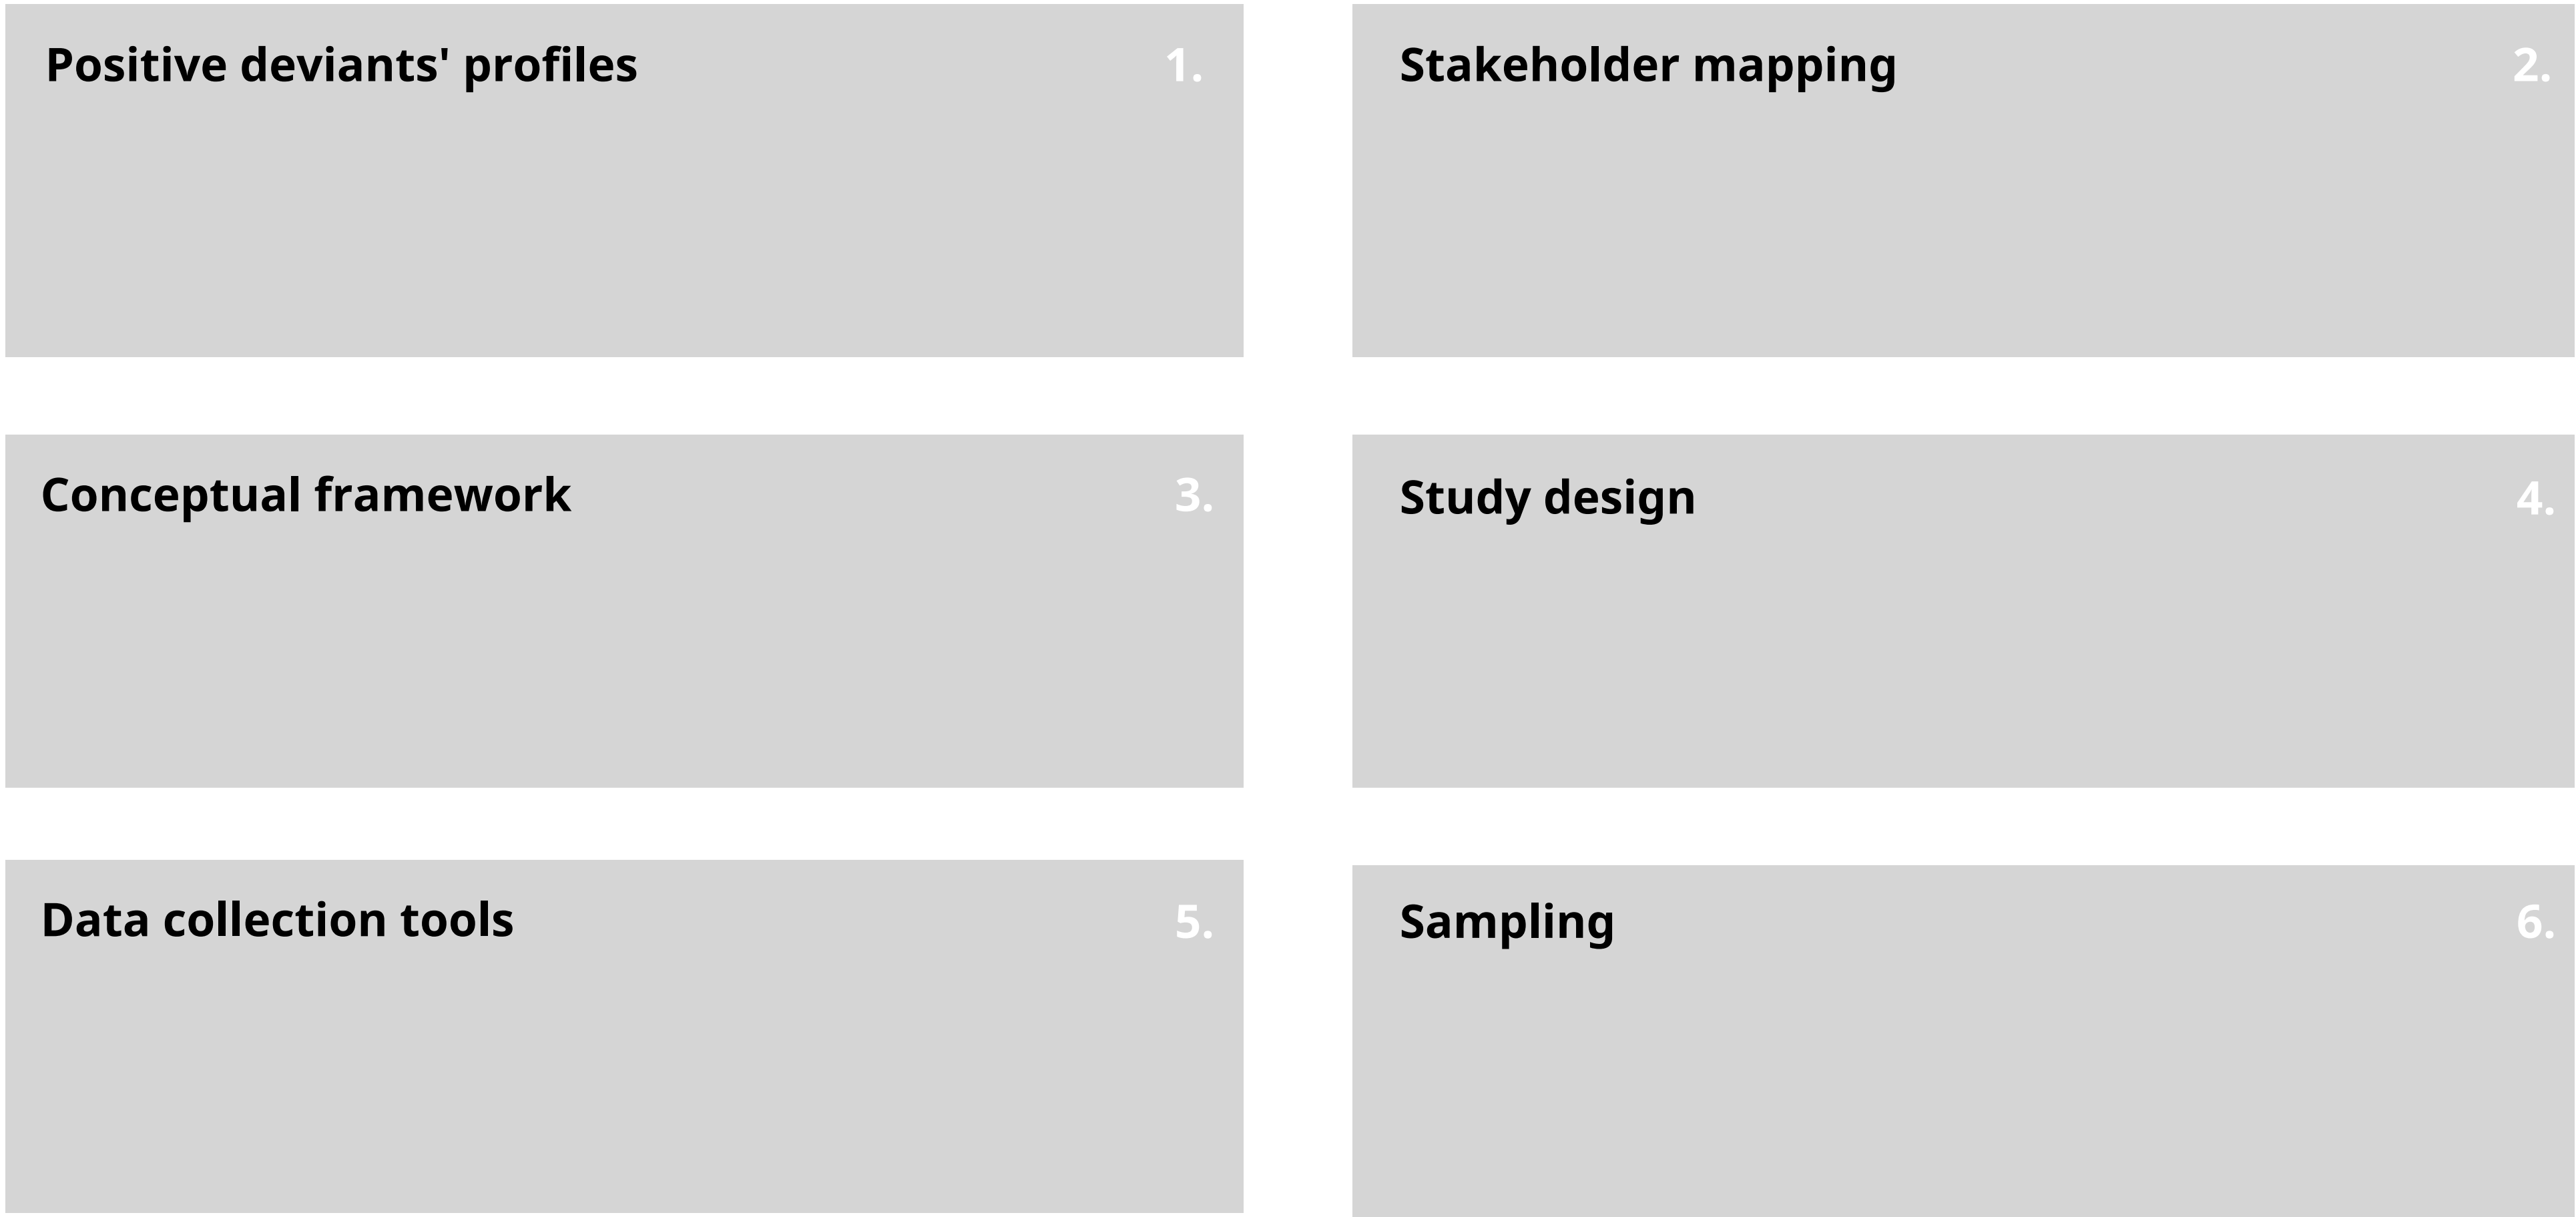 Positive deviants' profiles 1.
Stakeholder mapping 2.
Conceptual framework 3.
Study design 4.
Data collection tools 5.
Sampling 6.